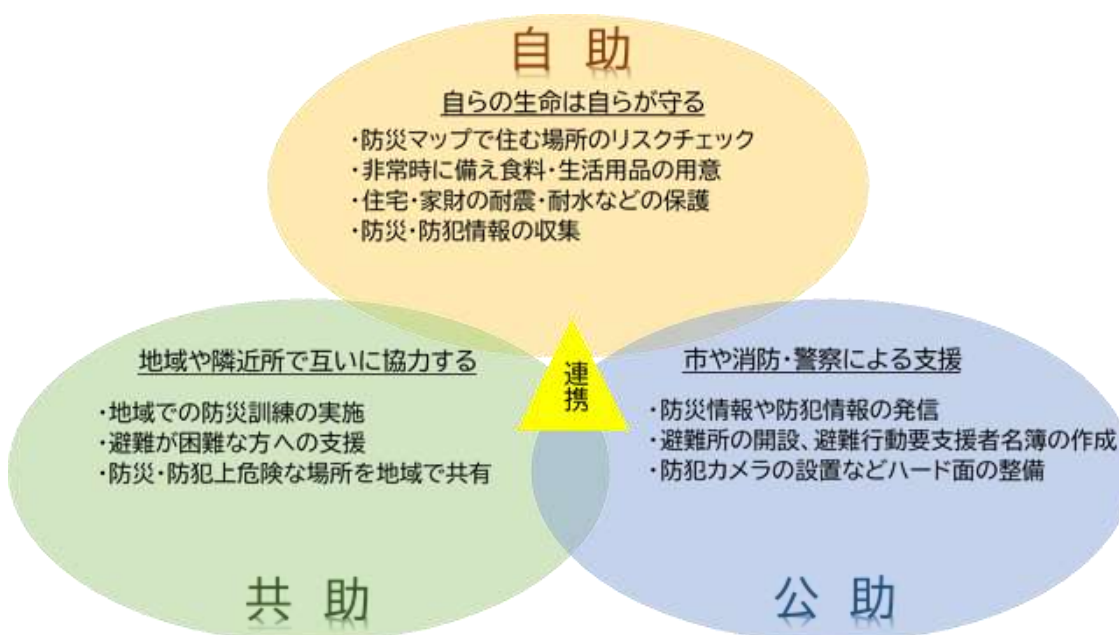 自助
自らの生命は自らが守る
・防災マップで住む場所のリスクチェック
・非常時に備え食料・生活用品の用意
・住宅・家財の耐震・耐水などの保護
・防災・防犯情報の収集
連携
地域や隣近所で互いに協力する
・地域での防災訓練の実施
・避難が困難な方への支援
・防災・防犯上危険な場所を地域で共有
共助
市や消防・警察による支援
・防災情報や防犯情報の発信
・避難所の開設、避難行動要支援者名簿の作成
・防犯カメラの設置などハード面の整備
公助